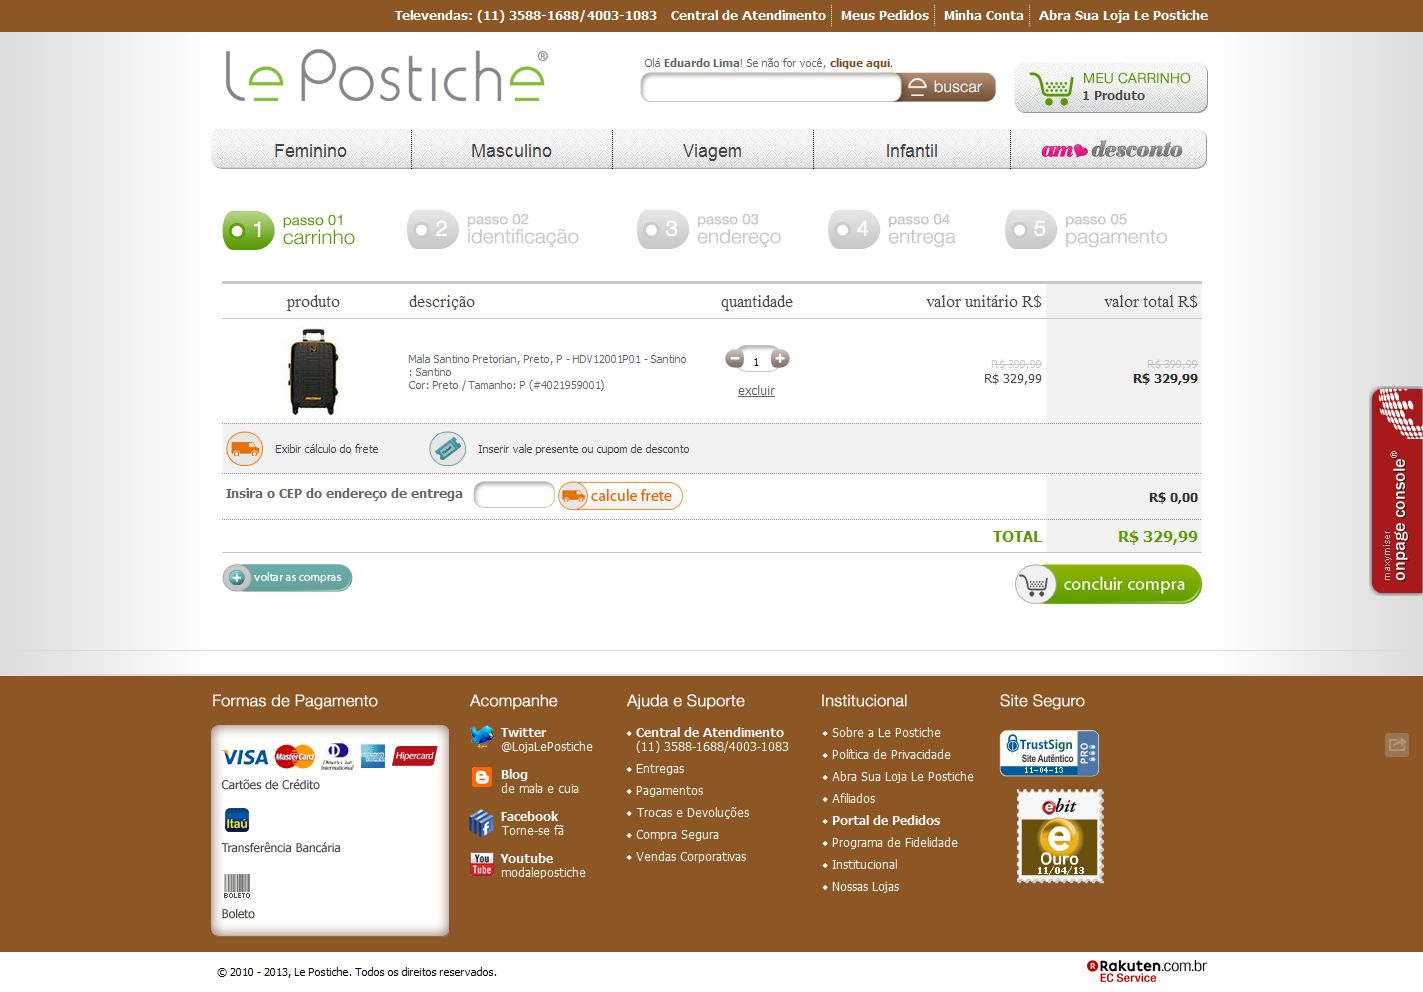 Televendas: (11) 3588-1688/4003-1083 Central de Atendimento Meus Pedidos Minha Conta Abra Sua Loja Le Postiche
Le Postiche®
Olá Eduardo Lima! Se não for você, clique aqui.
buscar
MEU CARRINHO
1 Produto
Feminino Masculino Viagem Infantil amo desconto
1 passo 01
carrinho
2 passo 02
identificação
3 passo 03
endereço
4 passo 04
entrega
5 passo 05
pagamento
produto descrição quantidade valor unitário R$ valor total R$
Mala Santino Pretorian, Preto, P - HDV12001P01 - Santino
: Santino
Cor: Preto / Tamanho: P (#4021959001)
1
excluir
R$ 399,99
R$ 329,99
R$ 399,99
R$ 329,99
Exibir cálculo do frete Inserir vale presente ou cupom de desconto
Insira o CEP do endereço de entrega calcule frete R$ 0,00
TOTAL R$ 329,99
voltar as compras concluir compra
maxymiser
onpage console®
Formas de Pagamento
VISA MasterCard Diners Club International Hipercard
Cartões de Crédito
Itaú
Transferência Bancária
BOLETO
Boleto
Acompanhe
Twitter
@LojaLePostiche
Blog
de mala e cuia
Facebook
Torne-se fã
You Tube
Youtube
modalepostiche
Ajuda e Suporte
Central de Atendimento
(11) 3588-1688/4003-1083
Entregas
Pagamentos
Trocas e Devoluções
Compra Segura
Vendas Corporativas
Institucional
Sobre a Le Postiche
Política de Privacidade
Abra Sua Loja Le Postiche
Afiliados
Portal de Pedidos
Programa de Fidelidade
Institucional
Nossas Lojas
Site Seguro
TrustSign
Site Autêntico
11-04-13
PRO
ebit
e
Ouro
11/04/13
© 2010 - 2013, Le Postiche. Todos os direitos reservados.
Rakuten.com.br
EC Service